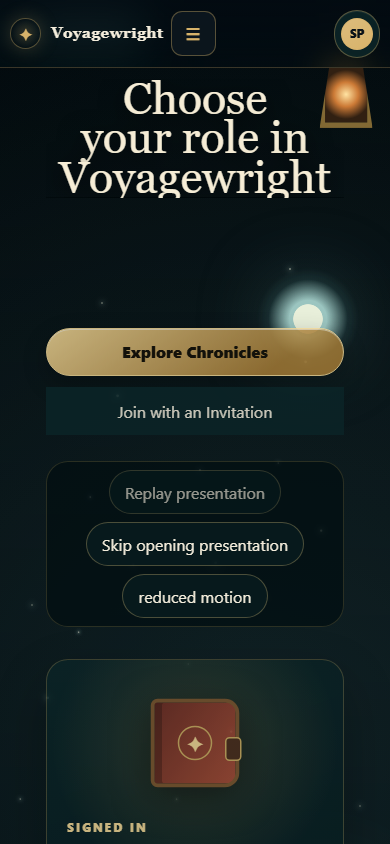 Voyagewright
SP
Choose
your role in
Voyagewright
Explore Chronicles
Join with an Invitation
Replay presentation
Skip opening presentation
reduced motion
SIGNED IN